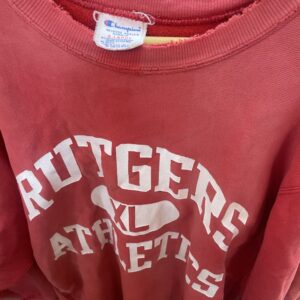 Champion
RUTGERS
XL
ATHLETICS